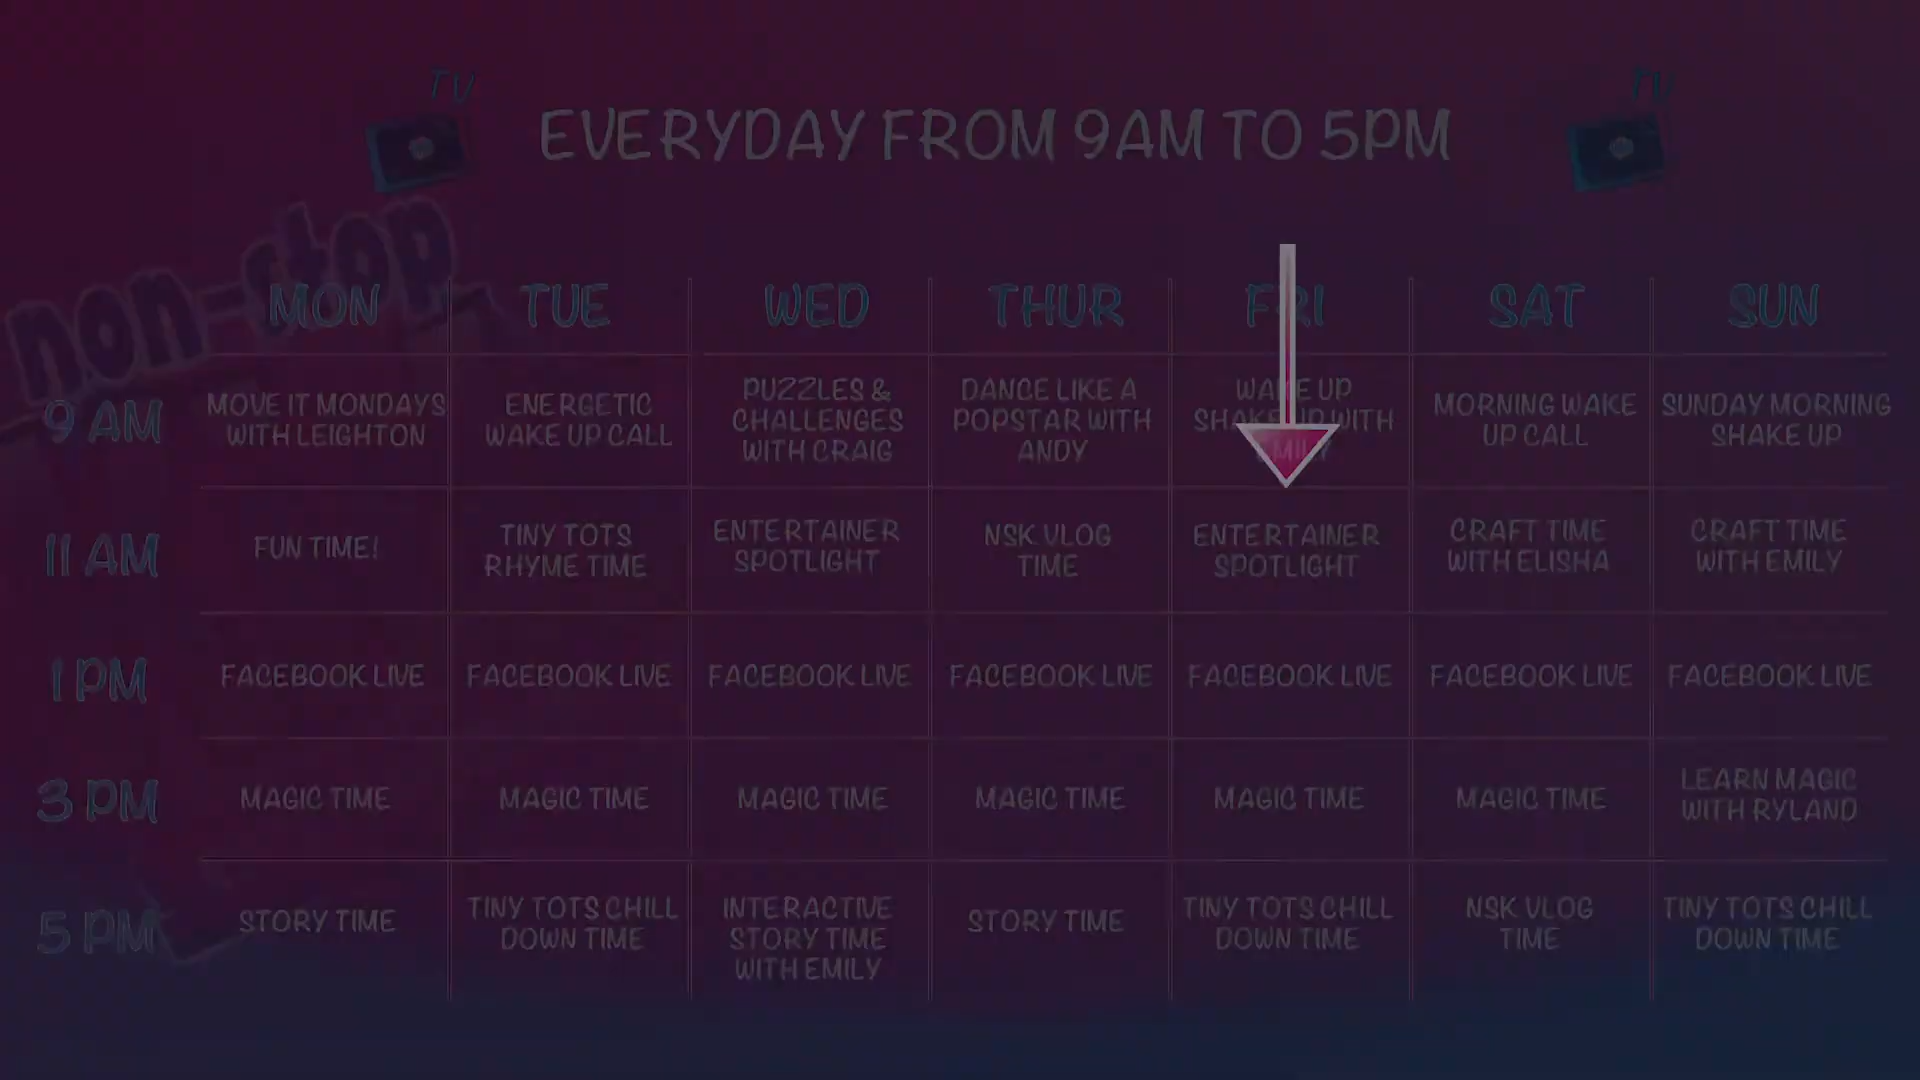 TV
TV
EVERYDAY FROM 9AM TO 5PM
non-stop
MON TUE WED THUR FRI SAT SUN
9 AM
MOVE IT MONDAYS
WITH LEIGHTON
ENERGETIC
WAKE UP CALL
PUZZLES &
CHALLENGES
WITH CRAIG
DANCE LIKE A
POPSTAR WITH
ANDY
WAKE UP
SHAKE UP WITH
EMILY
MORNING WAKE
UP CALL
SUNDAY MORNING
SHAKE UP
11 AM
FUN TIME!
TINY TOTS
RHYME TIME
ENTERTAINER
SPOTLIGHT
NSK VLOG
TIME
ENTERTAINER
SPOTLIGHT
CRAFT TIME
WITH ELISHA
CRAFT TIME
WITH EMILY
1 PM
FACEBOOK LIVE
FACEBOOK LIVE
FACEBOOK LIVE
FACEBOOK LIVE
FACEBOOK LIVE
FACEBOOK LIVE
FACEBOOK LIVE
3 PM
MAGIC TIME
MAGIC TIME
MAGIC TIME
MAGIC TIME
MAGIC TIME
MAGIC TIME
LEARN MAGIC
WITH RYLAND
5 PM
STORY TIME
TINY TOTS CHILL
DOWN TIME
INTERACTIVE
STORY TIME
WITH EMILY
STORY TIME
TINY TOTS CHILL
DOWN TIME
NSK VLOG
TIME
TINY TOTS CHILL
DOWN TIME